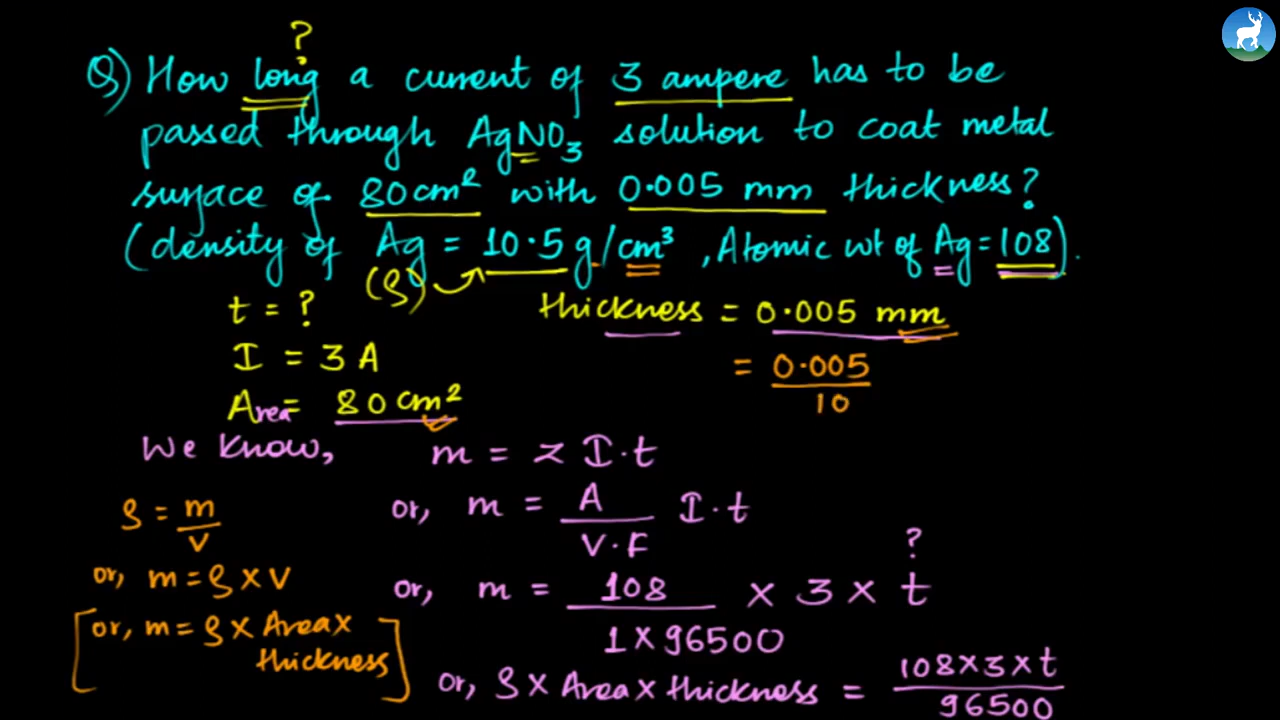 ?
Q) How long a current of 3 ampere has to be
passed through AgNO₃ solution to coat metal
surface of 80 cm² with 0.005 mm thickness?
(density of Ag = 10.5 g/cm³, Atomic wt of Ag = 108).
(ρ)
t = ?
thickness = 0.005 mm
I = 3 A
= 0.005/10
Area = 80 cm²
We know, m = Z I·t
ρ = m/V
or, m = A/V·F I·t
or, m = ρ × V
?
or, m = 108/1 × 96500 × 3 × t
[or, m = ρ × Area ×
thickness]
or, ρ × Area × thickness = 108 × 3 × t/96500